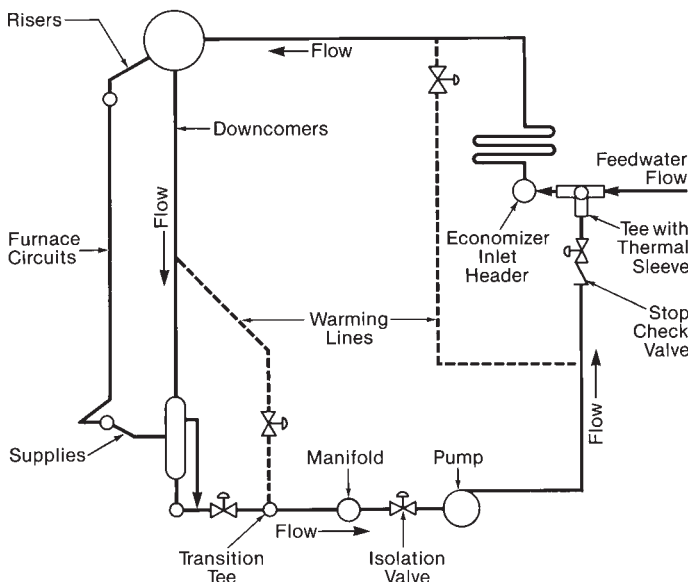 Risers
Flow
Downcomers
Feedwater
Flow
Flow
Economizer
Inlet
Header
Tee with
Thermal
Sleeve
Furnace
Circuits
Warming
Lines
Stop
Check
Valve
Flow
Supplies
Manifold
Pump
Flow
Transition
Tee
Isolation
Valve